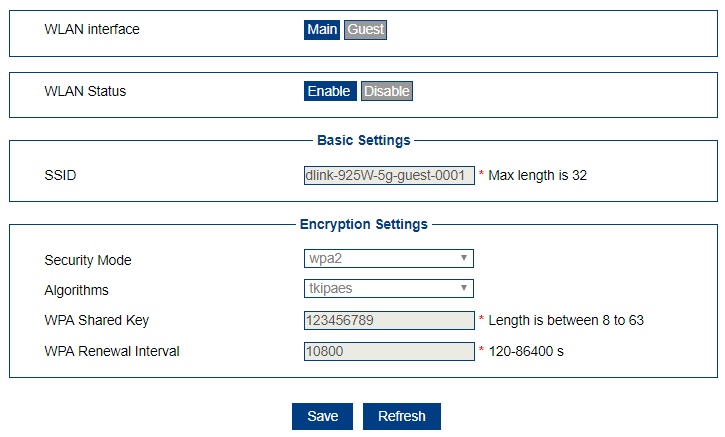 WLAN interface Main Guest
WLAN Status Enable Disable
Basic Settings
SSID dlink-925W-5g-guest-0001 * Max length is 32
Encryption Settings
Security Mode wpa2
Algorithms tkipaes
WPA Shared Key 123456789 * Length is between 8 to 63
WPA Renewal Interval 10800 * 120-86400 s
Save Refresh